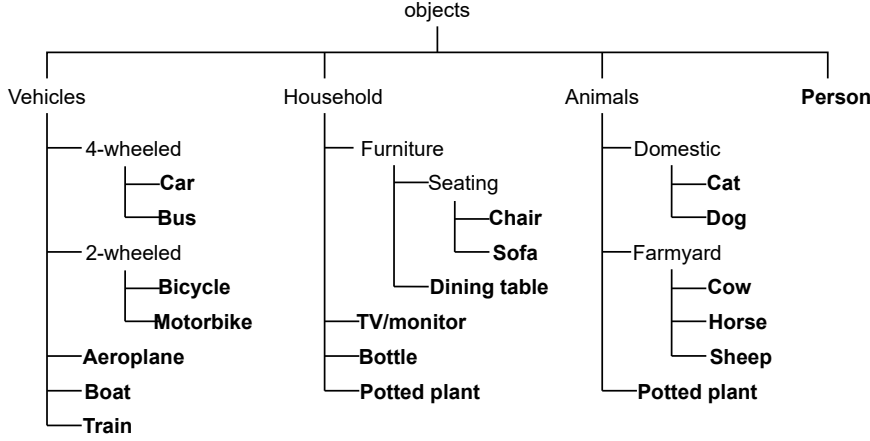 objects
Vehicles
4-wheeled
Car
Bus
2-wheeled
Bicycle
Motorbike
Aeroplane
Boat
Train
Household
Furniture
Seating
Chair
Sofa
Dining table
TV/monitor
Bottle
Potted plant
Animals
Domestic
Cat
Dog
Farmyard
Cow
Horse
Sheep
Potted plant
Person